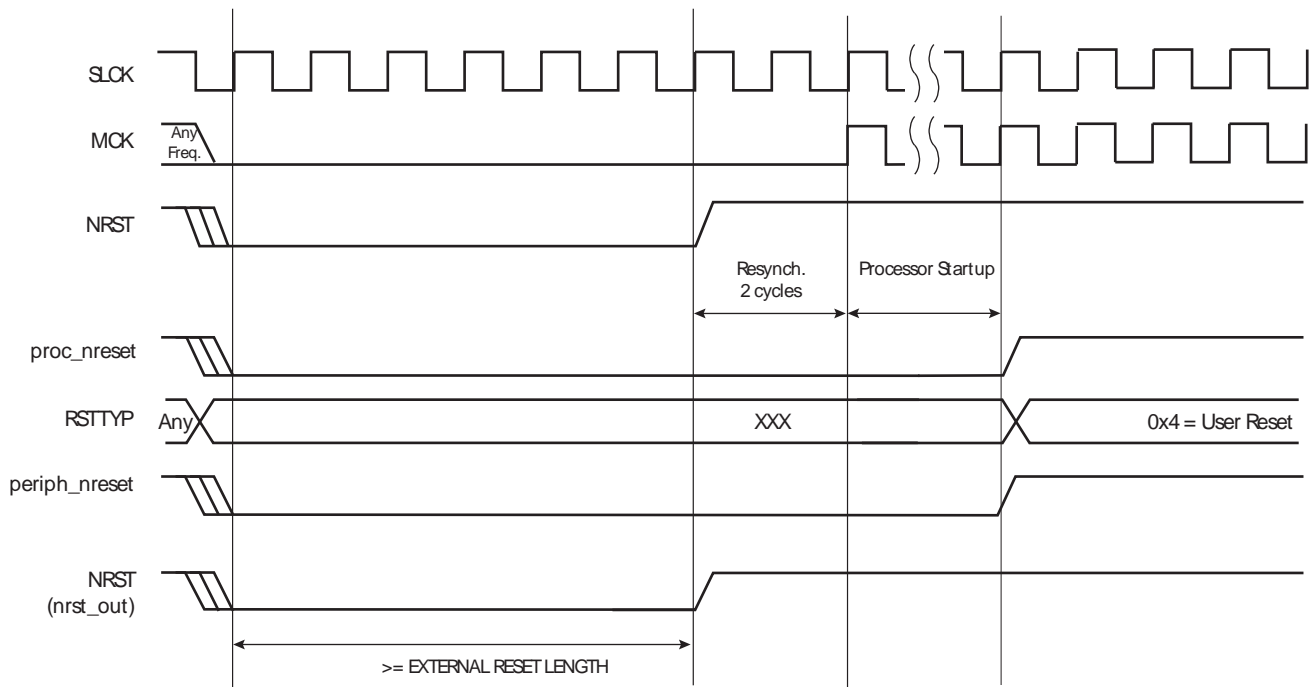 SLCK
MCK
Any
Freq.
NRST
Resynch.
2 cycles
Processor Startup
proc_nreset
RSTTYP
Any
XXX
0x4 = User Reset
periph_nreset
NRST
(nrst_out)
>= EXTERNAL RESET LENGTH